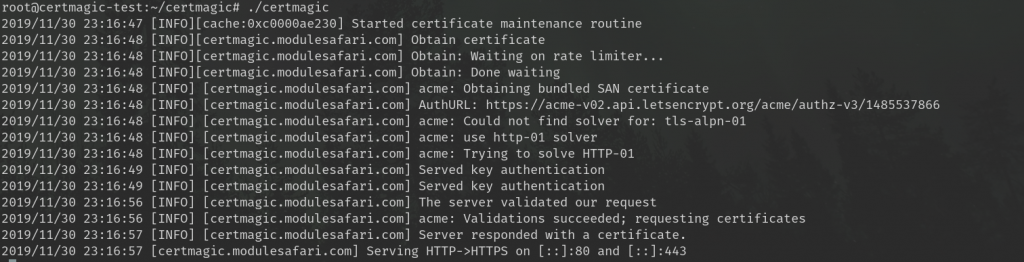 root@certmagic-test:~/certmagic# ./certmagic
2019/11/30 23:16:47 [INFO][cache:0xc0000ae230] Started certificate maintenance routine
2019/11/30 23:16:48 [INFO][certmagic.modulesafari.com] Obtain certificate
2019/11/30 23:16:48 [INFO][certmagic.modulesafari.com] Obtain: Waiting on rate limiter...
2019/11/30 23:16:48 [INFO][certmagic.modulesafari.com] Obtain: Done waiting
2019/11/30 23:16:48 [INFO] [certmagic.modulesafari.com] acme: Obtaining bundled SAN certificate
2019/11/30 23:16:48 [INFO] [certmagic.modulesafari.com] AuthURL: https://acme-v02.api.letsencrypt.org/acme/authz-v3/1485537866
2019/11/30 23:16:48 [INFO] [certmagic.modulesafari.com] acme: Could not find solver for: tls-alpn-01
2019/11/30 23:16:48 [INFO] [certmagic.modulesafari.com] acme: use http-01 solver
2019/11/30 23:16:48 [INFO] [certmagic.modulesafari.com] acme: Trying to solve HTTP-01
2019/11/30 23:16:49 [INFO] [certmagic.modulesafari.com] Served key authentication
2019/11/30 23:16:49 [INFO] [certmagic.modulesafari.com] Served key authentication
2019/11/30 23:16:56 [INFO] [certmagic.modulesafari.com] The server validated our request
2019/11/30 23:16:56 [INFO] [certmagic.modulesafari.com] acme: Validations succeeded; requesting certificates
2019/11/30 23:16:57 [INFO] [certmagic.modulesafari.com] Server responded with a certificate.
2019/11/30 23:16:57 [certmagic.modulesafari.com] Serving HTTP->HTTPS on [::]:80 and [::]:443